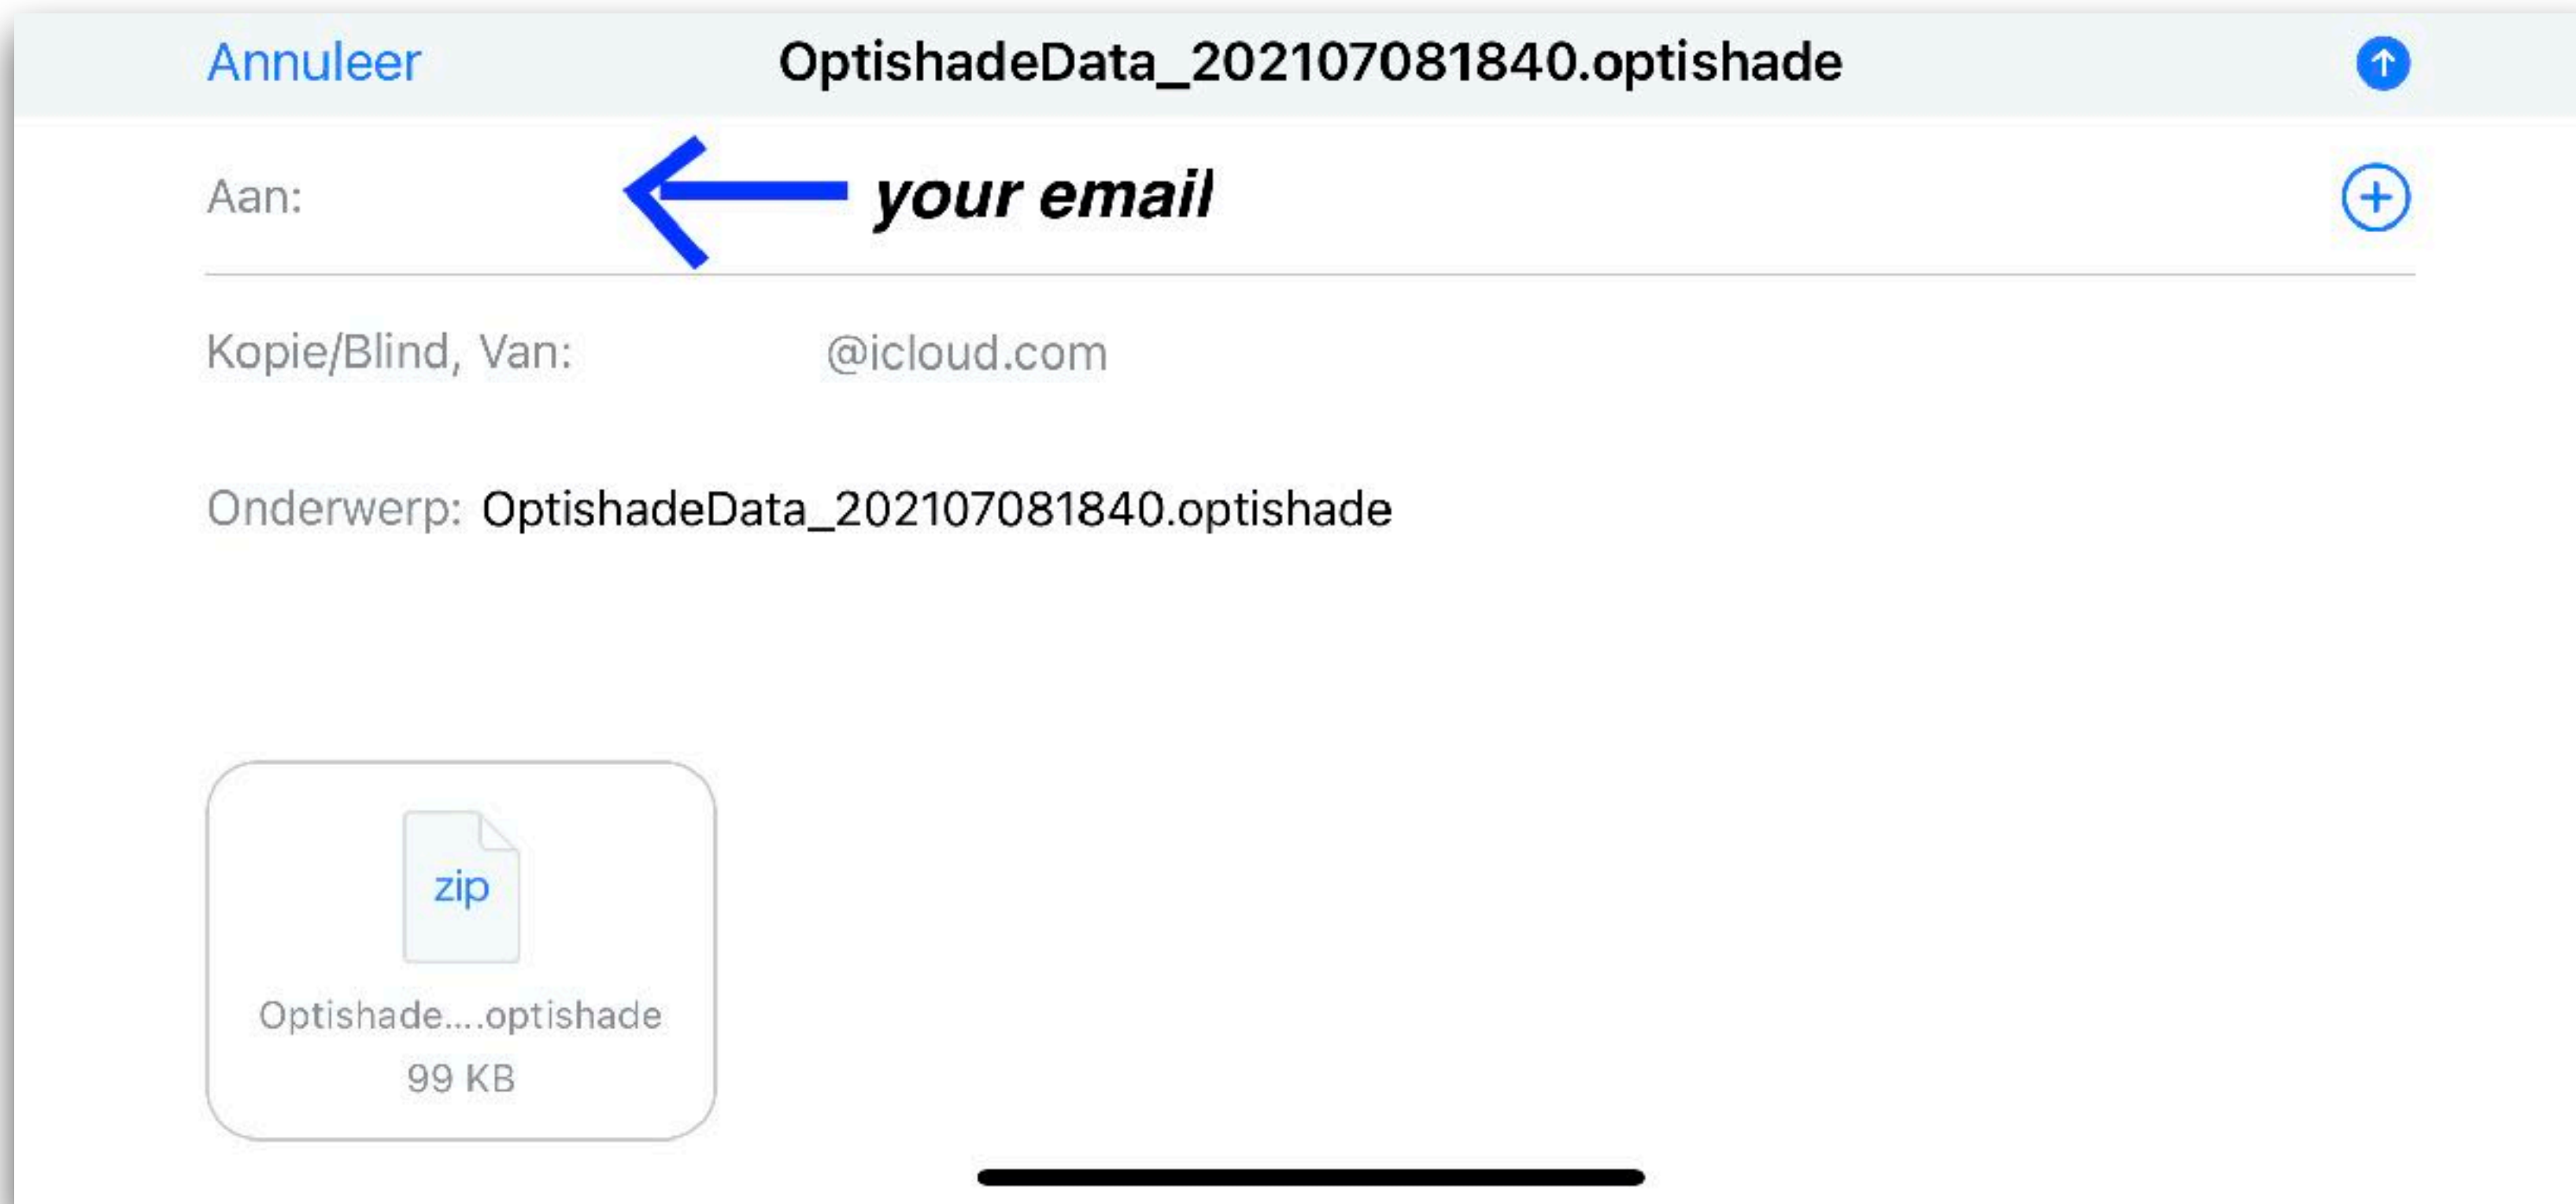 Annuleer OptishadeData_202107081840.optishade
Aan: your email
Kopie/Blind, Van: @icloud.com
Onderwerp: OptishadeData_202107081840.optishade
zip
Optishade....optishade
99 KB